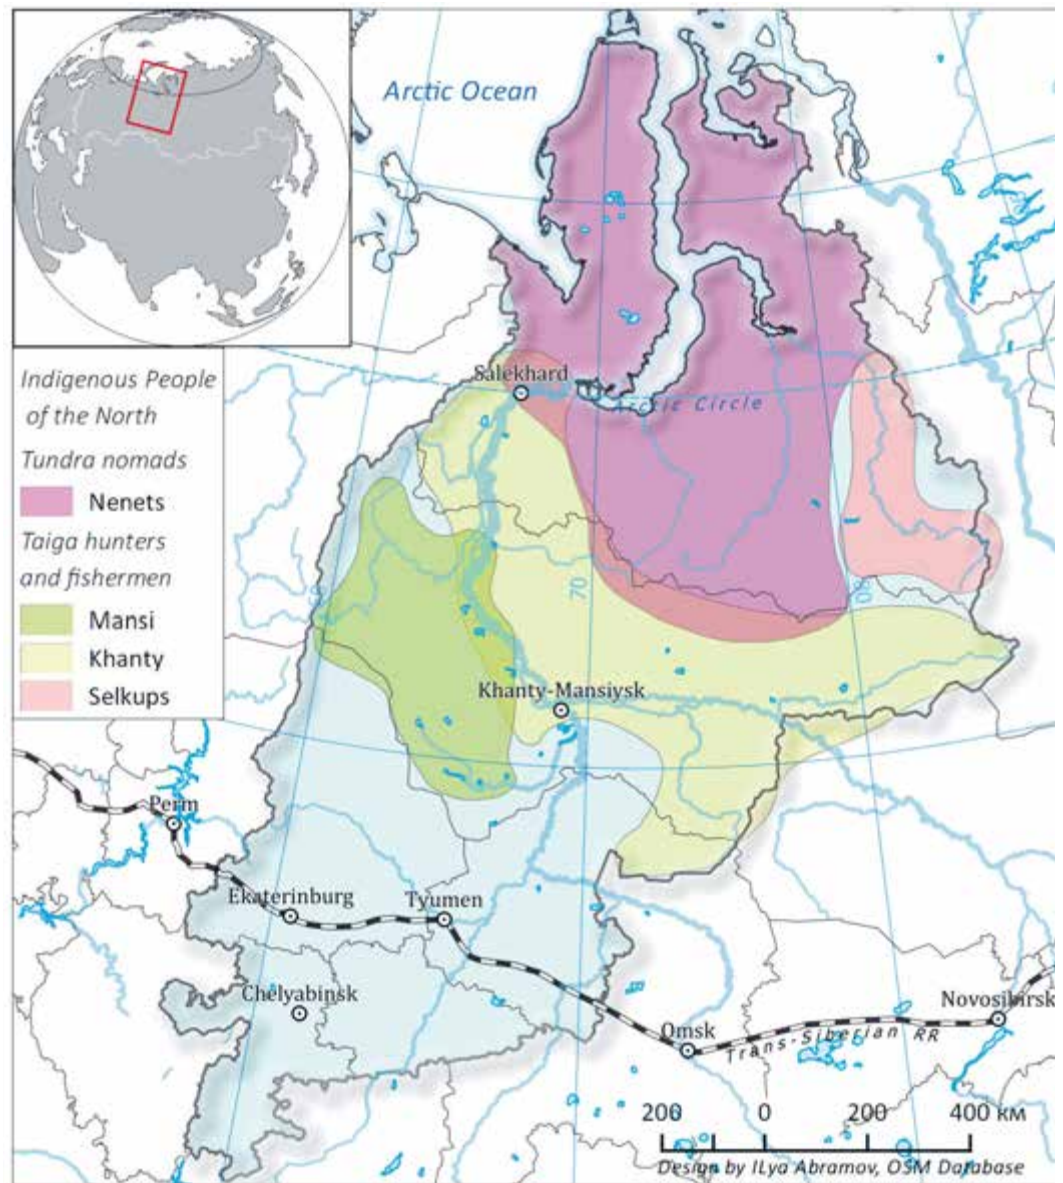 Arctic Ocean
Indigenous People
of the North
Tundra nomads
Nenets
Taiga hunters
and fishermen
Mansi
Khanty
Selkups
Salekhard
Arctic Circle
70
80
Khanty-Mansiysk
Perm
Ekaterinburg
Tyumen
Chelyabinsk
Omsk
Novosibirsk
Trans-Siberian RR
200 0 200 400 км
Design by ILya Abramov, OSM Darabase